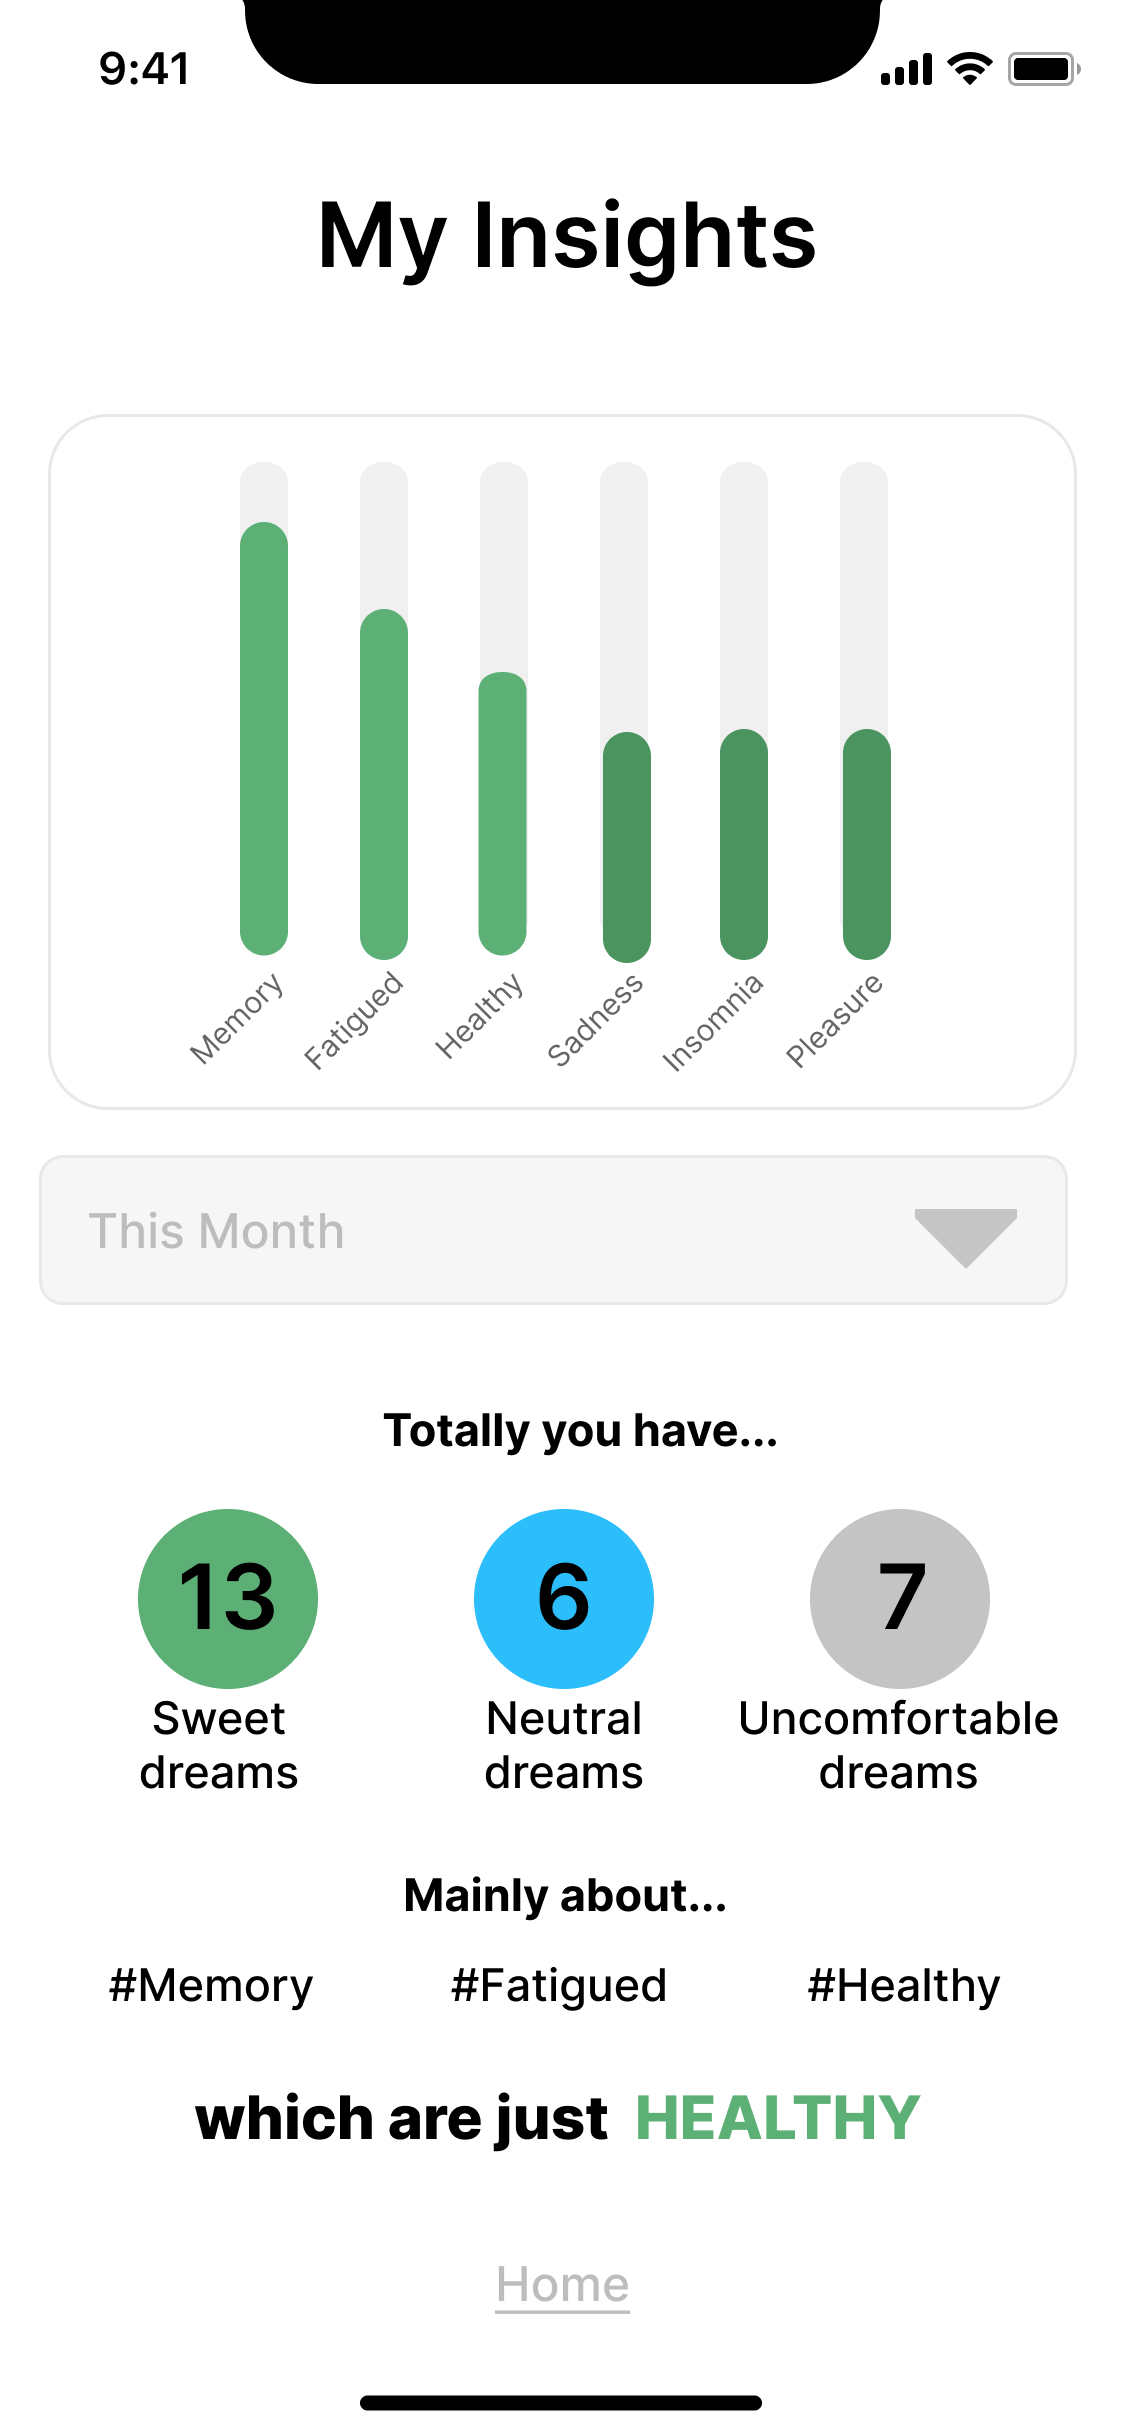 9:41
My Insights
Memory
Fatigued
Healthy
Sadness
Insomnia
Pleasure
This Month
Totally you have...
13
6
7
Sweet
dreams
Neutral
dreams
Uncomfortable
dreams
Mainly about...
#Memory
#Fatigued
#Healthy
which are just HEALTHY
Home